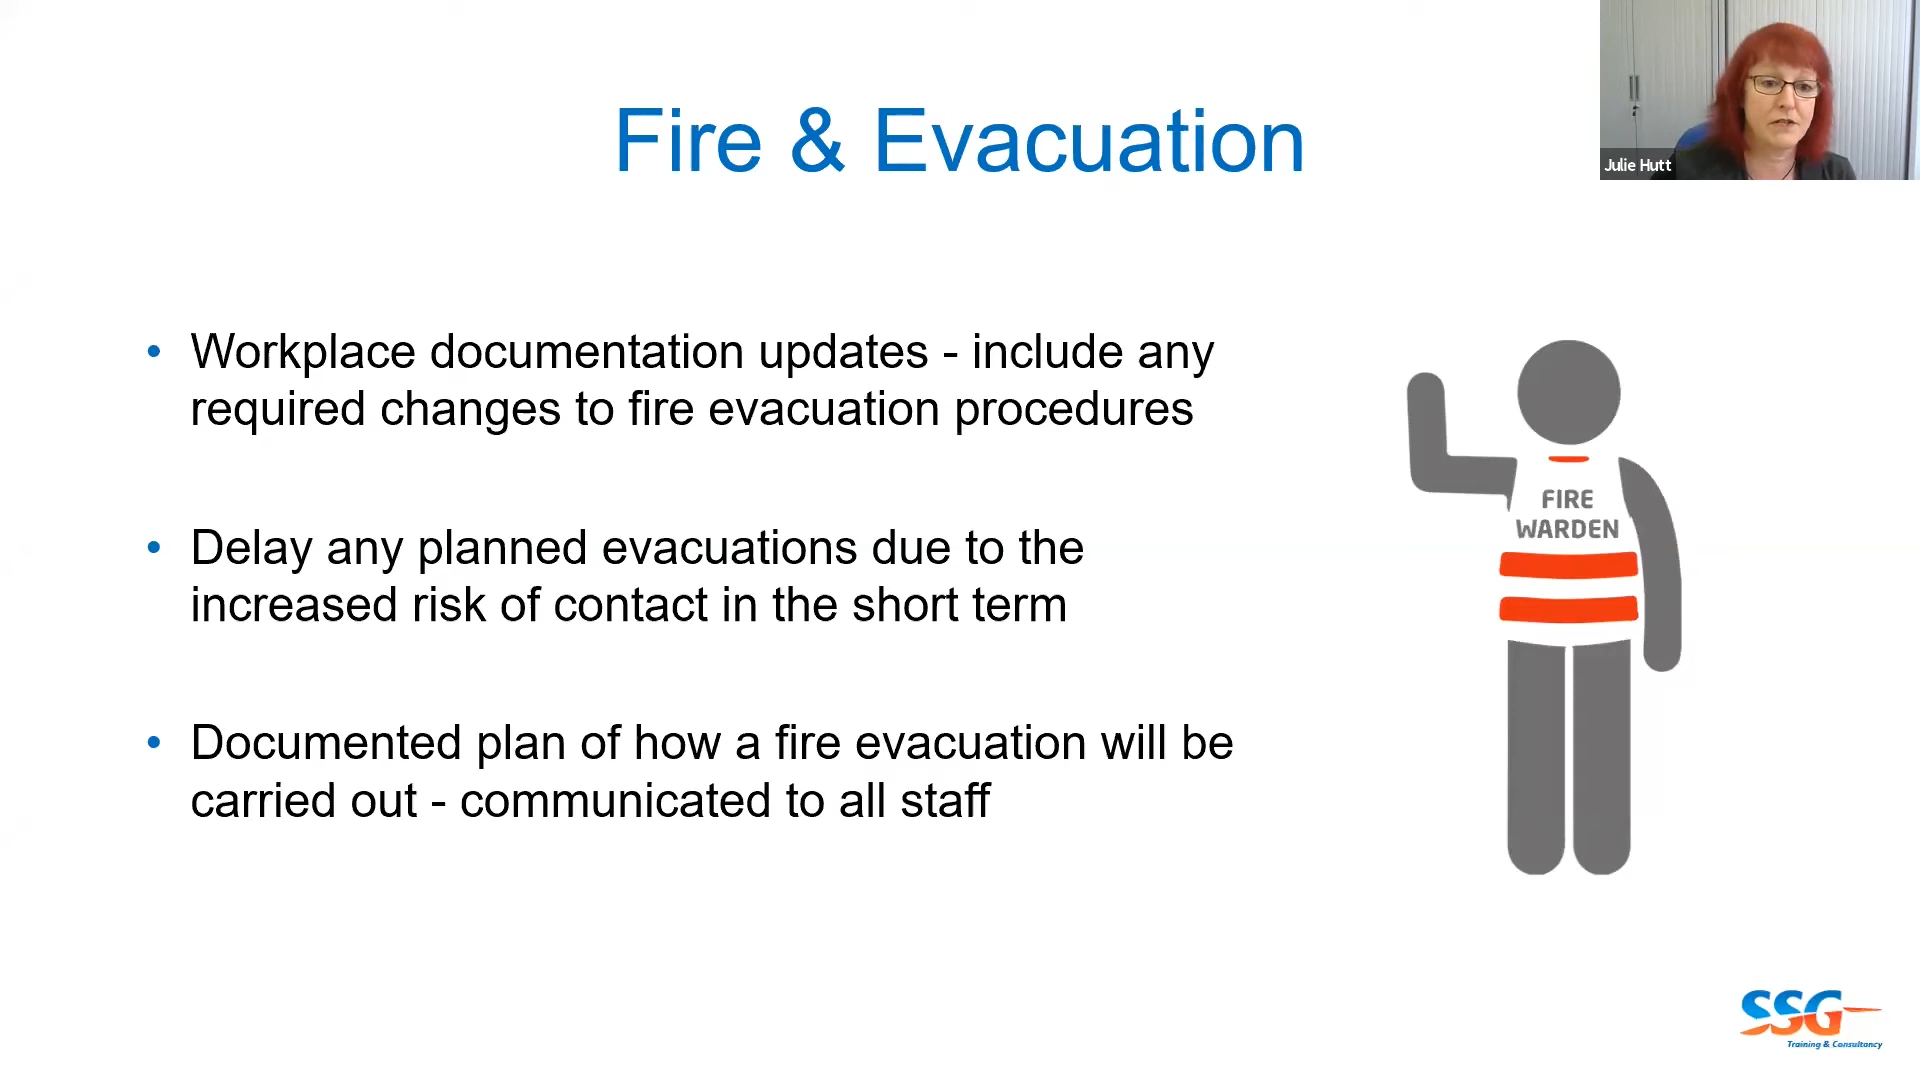 Fire & Evacuation
Julie Hutt
• Workplace documentation updates - include any
required changes to fire evacuation procedures
• Delay any planned evacuations due to the
increased risk of contact in the short term
• Documented plan of how a fire evacuation will be
carried out - communicated to all staff
FIRE
WARDEN
SSG
Training & Consultancy